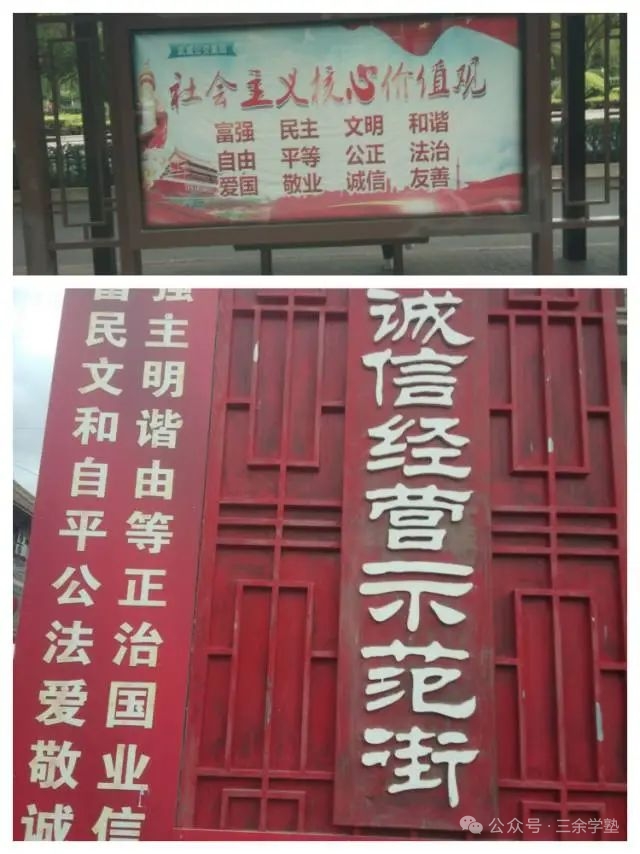 社会主义核心价值观
富强 民主 文明 和谐
自由 平等 公正 法治
爱国 敬业 诚信 友善
富强
民主
文明
和谐
自由
平等
公正
法治
爱国
敬业
诚信
诚信经营示范街
公众号·三余学塾